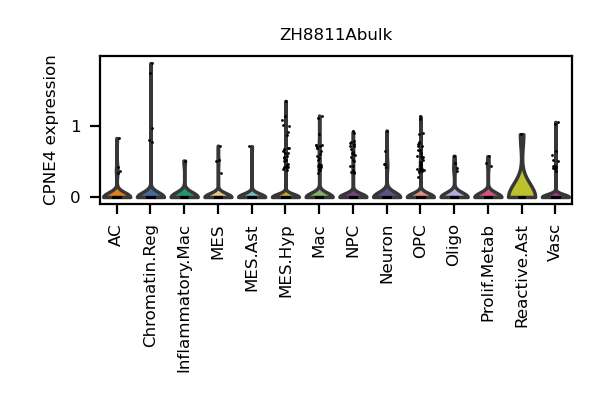 ZH8811Abulk
CPNE4 expression
1
0
AC
Chromatin.Reg
Inflammatory.Mac
MES
MES.Ast
MES.Hyp
Mac
NPC
Neuron
OPC
Oligo
Prolif.Metab
Reactive.Ast
Vasc